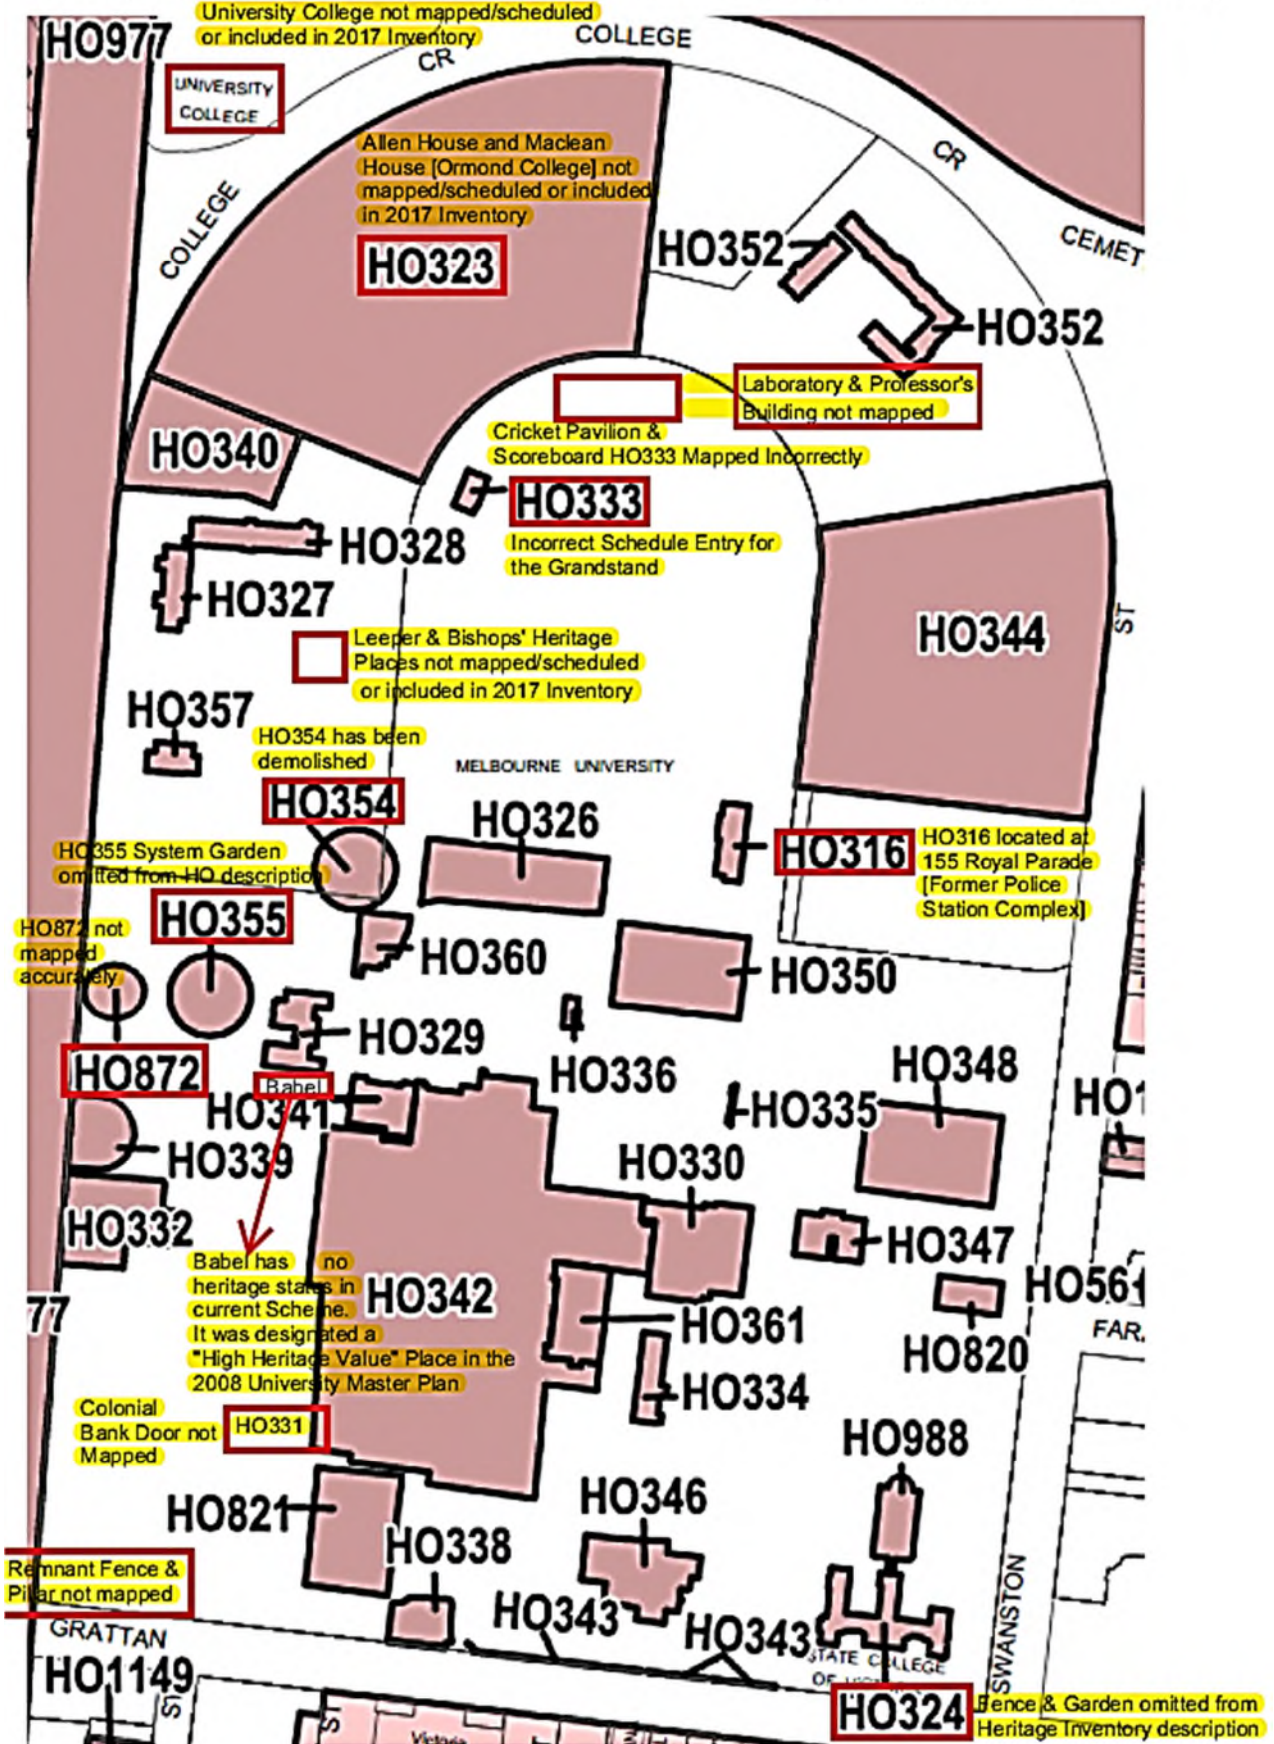 University College not mapped/scheduled
or included in 2017 Inventory
HO977
COLLEGE
CR
UNIVERSITY
COLLEGE
Allen House and Maclean
House [Ormond College] not
mapped/scheduled or included
in 2017 Inventory
CR
COLLEGE
HO323
HO352
CEMET
HO352
Laboratory & Professor's
Building not mapped
Cricket Pavilion &
Scoreboard HO333 Mapped Incorrectly
HO340
HO333
Incorrect Schedule Entry for
the Grandstand
HO328
HO327
ST
HO344
Leeper & Bishops' Heritage
Places not mapped/scheduled
or included in 2017 Inventory
HO357
HO354 has been
demolished
MELBOURNE UNIVERSITY
HO354
HO326
HO355 System Garden
omitted from HO description
HO316
HO316 located at
155 Royal Parade
[Former Police
Station Complex]
HO355
HO872 not
mapped
accurately
HO360
HO350
HO329
HO336
HO348
HO872
Babel
HO341
HO335
HO1
HO339
HO330
HO332
HO347
Babel has no
heritage status in
current Scheme.
It was designated a
"High Heritage Value" Place in the
2008 University Master Plan
HO342
HO561
77
HO361
FAR.
HO820
HO334
Colonial
Bank Door not
Mapped
HO331
HO988
HO821
HO346
HO338
Remnant Fence &
Pillar not mapped
HO343
HO343
SWANSTON
GRATTAN
STATE COLLEGE
OF
HO1149
ST
ST
HO324
Fence & Garden omitted from
Heritage Inventory description
Victoria